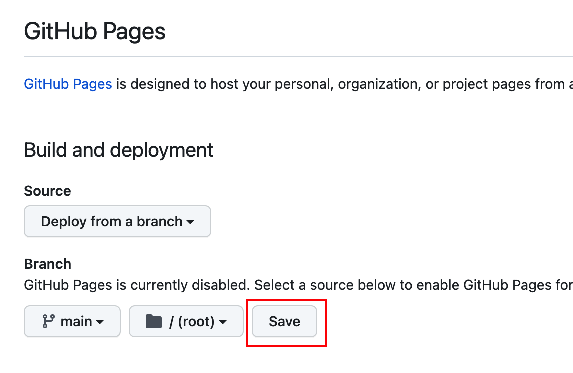 GitHub Pages
GitHub Pages is designed to host your personal, organization, or project pages from a
Build and deployment
Source
Deploy from a branch
Branch
GitHub Pages is currently disabled. Select a source below to enable GitHub Pages for
main / (root) Save